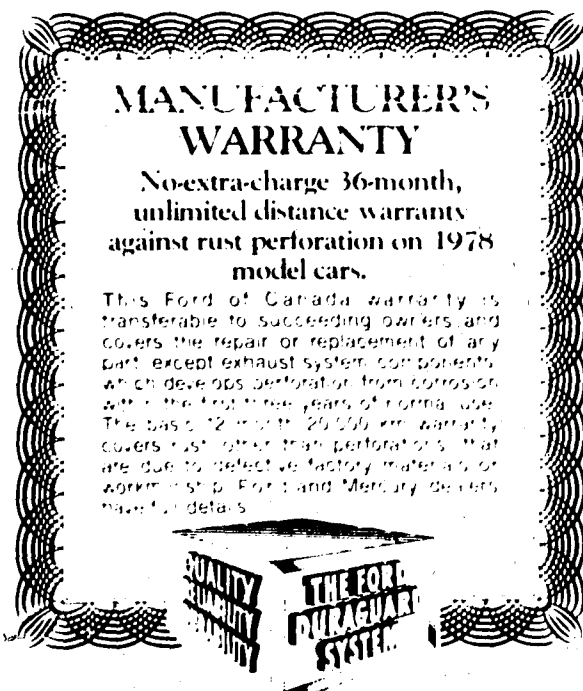 MANUFACTURER'S
WARRANTY
No-extra-charge 36-month,
unlimited distance warranty
against rust perforation on 1978
model cars.
This Ford of Canada warranty is
transferable to succeeding owners and
covers the repair or replacement of any
part, except exhaust system components,
which develops perforation from corrosion
within the first three years of normal use.
The basic 12 month 20,000 km warranty
covers rust, other than perforations, that
are due to defective factory materials or
workmanship. Ford and Mercury dealers
have full details.
QUALITY
THE FORD
DURAGUARD
SYSTEM